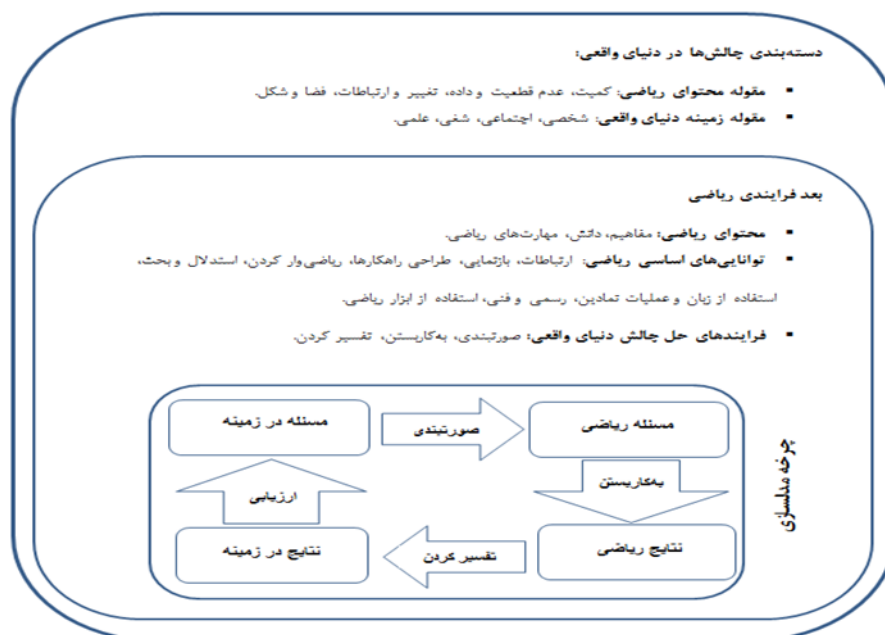 دسته‌بندی چالش‌ها در دنیای واقعی:
▪ مقوله محتوای ریاضی: کمیت، عدم قطعیت و داده، تغییر و ارتباطات، فضا و شکل.
▪ مقوله زمینه دنیای واقعی: شخصی، اجتماعی، شغی، علمی.
بعد فرایندی ریاضی
▪ محتوای ریاضی: مفاهیم، دانش، مهارت‌های ریاضی.
▪ توانایی‌های اساسی ریاضی: ارتباطات، بازنمایی، طراحی راهکارها، ریاضی‌وار کردن، استدلال و بحث،
استفاده از زبان و عملیات نمادین، رسمی و فنی، استفاده از ابزار ریاضی.
▪ فرایندهای حل چالش دنیای واقعی: صورتبندی، به‌کاربستن، تفسیر کردن.
مسئله در زمینه
صورتبندی
مسئله ریاضی
به‌کاربستن
ارزیابی
نتایج ریاضی
تفسیر کردن
نتایج در زمینه
چرخه مدلسازی